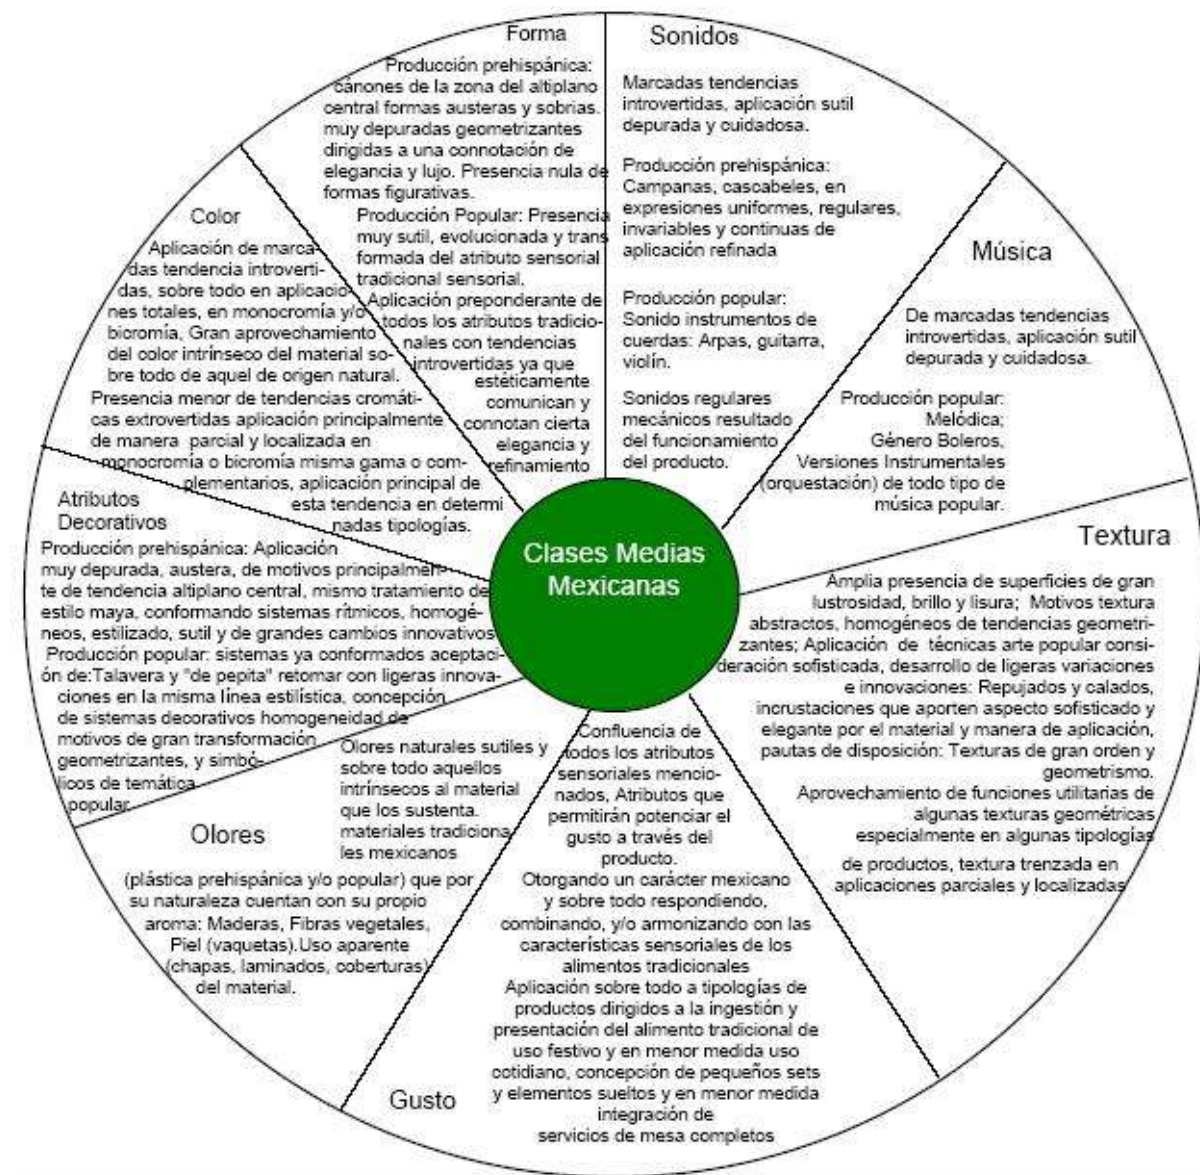 Forma
Producción prehispánica:
cánones de la zona del altiplano
central formas austeras y sobrias.
muy depuradas geometrizantes
dirigidas a una connotación de
elegancia y lujo. Presencia nula de
formas figurativas.
Producción Popular: Presencia
muy sutil, evolucionada y trans
formada del atributo sensorial
tradicional sensorial.
Aplicación preponderante de
todos los atributos tradicio-
nales con tendencias
introvertidas ya que
estéticamente
comunican y
connotan cierta
elegancia y
refinamiento
Sonidos
Marcadas tendencias
introvertidas, aplicación sutil
depurada y cuidadosa.
Producción prehispánica:
Campanas, cascabeles, en
expresiones uniformes, regulares,
invariables y continuas de
aplicación refinada
Producción popular:
Sonido instrumentos de
cuerdas: Arpas, guitarra,
violín.
Sonidos regulares
mecánicos resultado
del funcionamiento
del producto.
Música
De marcadas tendencias
introvertidas, aplicación sutil
depurada y cuidadosa.
Producción popular:
Melódica;
Género Boleros,
Versiones Instrumentales
(orquestación) de todo tipo de
música popular.
Textura
Amplia presencia de superficies de gran
lustrosidad, brillo y lisura; Motivos textura
abstractos, homogéneos de tendencias geometri-
zantes; Aplicación de técnicas arte popular consi-
deración sofisticada, desarrollo de ligeras variaciones
e innovaciones: Repujados y calados,
incrustaciones que aporten aspecto sofisticado y
elegante por el material y manera de aplicación,
pautas de disposición: Texturas de gran orden y
geometrismo.
Aprovechamiento de funciones utilitarias de
algunas texturas geométricas
especialmente en algunas tipologías
de productos, textura trenzada en
aplicaciones parciales y localizadas
Confluencia de
todos los atributos
sensoriales mencio-
nados, Atributos que
permitirán potenciar el
gusto a través del
producto.
Otorgando un carácter mexicano
y sobre todo respondiendo,
combinando, y/o armonizando con las
características sensoriales de los
alimentos tradicionales
Aplicación sobre todo a tipologías de
productos dirigidos a la ingestión y
presentación del alimento tradicional de
uso festivo y en menor medida uso
cotidiano, concepción de pequeños sets
y elementos sueltos y en menor medida
integración de
servicios de mesa completos
Gusto
Olores naturales sutiles y
sobre todo aquellos
intrínsecos al material
que los sustenta.
materiales tradiciona
les mexicanos
Olores
(plástica prehispánica y/o popular) que por
su naturaleza cuentan con su propio
aroma: Maderas, Fibras vegetales,
Piel (vaquetas).Uso aparente
(chapas, laminados, coberturas)
del material.
Atributos
Decorativos
Producción prehispánica: Aplicación
muy depurada, austera, de motivos principalmen-
te de tendencia altiplano central, mismo tratamiento de
estilo maya, conformando sistemas rítmicos, homogé-
neos, estilizado, sutil y de grandes cambios innovativos
Producción popular: sistemas ya conformados aceptaci-
ón de:Talavera y "de pepita" retomar con ligeras innova-
ciones en la misma línea estilística, concepción
de sistemas decorativos homogeneidad de
motivos de gran transformación
geometrizantes, y simbó-
licos de temática
popular
Color
Aplicación de marca-
das tendencia introverti-
das, sobre todo en aplicacio-
nes totales, en monocromía y/o
bicromía, Gran aprovechamiento
del color intrínseco del material so-
bre todo de aquel de origen natural.
Presencia menor de tendencias cromáti-
cas extrovertidas aplicación principalmente
de manera parcial y localizada en
monocromía o bicromía misma gama o com-
plementarios, aplicación principal de
esta tendencia en determi
nadas tipologías.
Clases Medias
Mexicanas